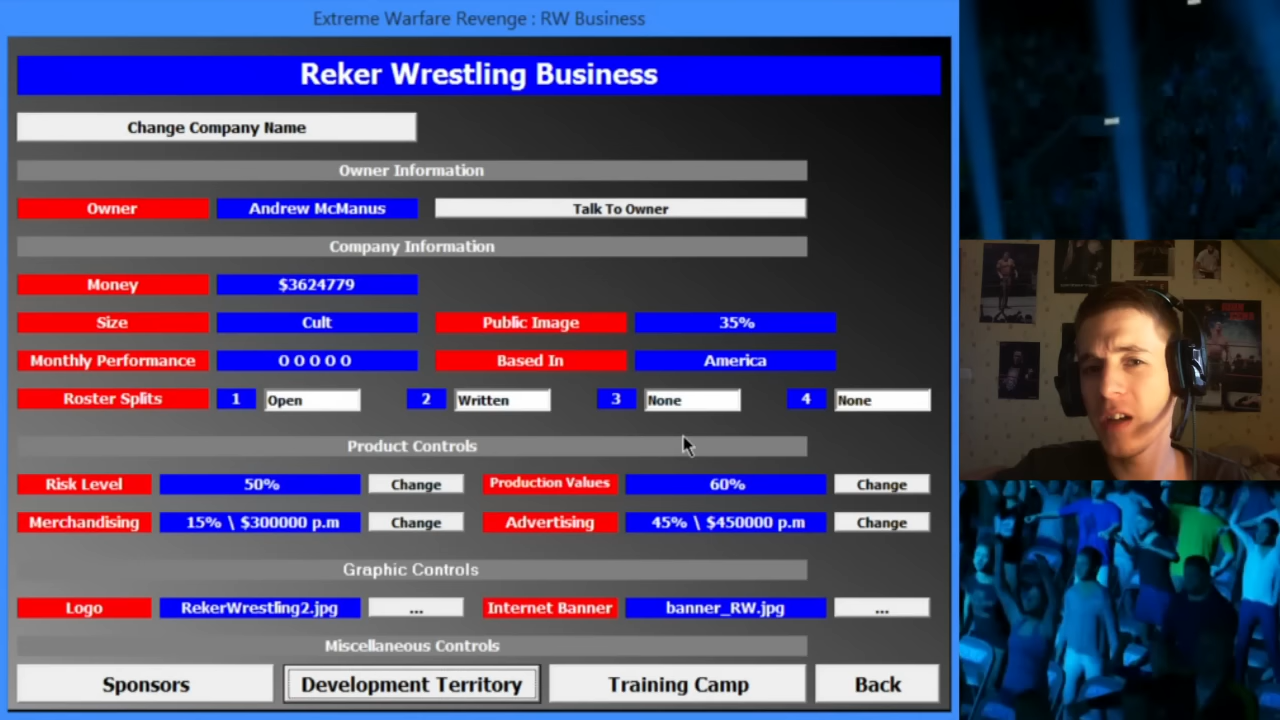 Extreme Warfare Revenge : RW Business
Reker Wrestling Business
Change Company Name
Owner Information
Owner Andrew McManus Talk To Owner
Company Information
Money $3624779
Size Cult Public Image 35%
Monthly Performance 0 0 0 0 0 Based In America
Roster Splits 1 Open 2 Written 3 None 4 None
Product Controls
Risk Level 50% Change Production Values 60% Change
Merchandising 15% \ $300000 p.m Change Advertising 45% \ $450000 p.m Change
Graphic Controls
Logo RekerWrestling2.jpg ... Internet Banner banner_RW.jpg ...
Miscellaneous Controls
Sponsors Development Territory Training Camp Back